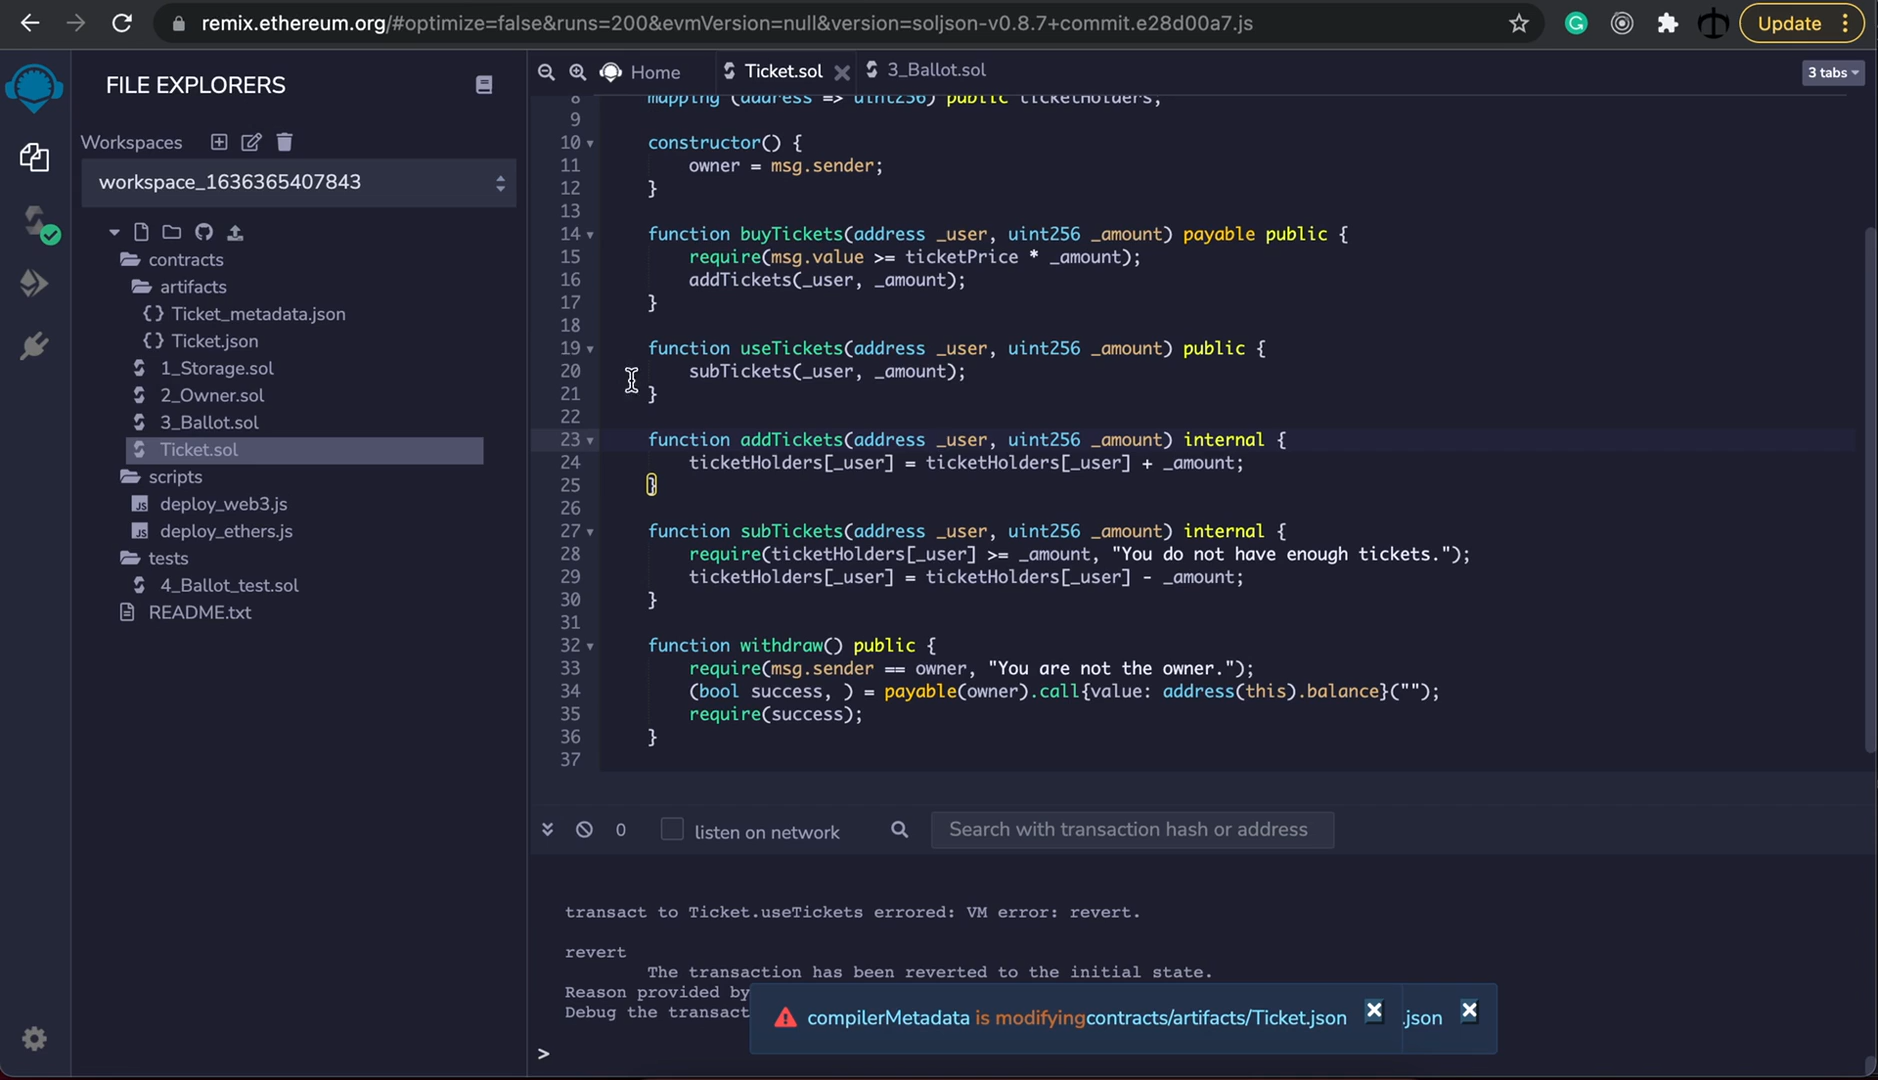 remix.ethereum.org/#optimize=false&runs=200&evmVersion=null&version=soljson-v0.8.7+commit.e28d00a7.js
Update
FILE EXPLORERS
Workspaces
workspace_1636365407843
contracts
artifacts
{} Ticket_metadata.json
{} Ticket.json
1_Storage.sol
2_Owner.sol
3_Ballot.sol
Ticket.sol
scripts
JS deploy_web3.js
JS deploy_ethers.js
tests
4_Ballot_test.sol
README.txt
Home
Ticket.sol
3_Ballot.sol
3 tabs
8 mapping (address => uint256) public ticketHolders;
9
10 constructor() {
11 owner = msg.sender;
12 }
13
14 function buyTickets(address _user, uint256 _amount) payable public {
15 require(msg.value >= ticketPrice * _amount);
16 addTickets(_user, _amount);
17 }
18
19 function useTickets(address _user, uint256 _amount) public {
20 subTickets(_user, _amount);
21 }
22
23 function addTickets(address _user, uint256 _amount) internal {
24 ticketHolders[_user] = ticketHolders[_user] + _amount;
25 }
26
27 function subTickets(address _user, uint256 _amount) internal {
28 require(ticketHolders[_user] >= _amount, "You do not have enough tickets.");
29 ticketHolders[_user] = ticketHolders[_user] - _amount;
30 }
31
32 function withdraw() public {
33 require(msg.sender == owner, "You are not the owner.");
34 (bool success, ) = payable(owner).call{value: address(this).balance}("");
35 require(success);
36 }
37
0
listen on network
Search with transaction hash or address
transact to Ticket.useTickets errored: VM error: revert.
revert
The transaction has been reverted to the initial state.
Reason provided by
Debug the transact
compilerMetadata is modifyingcontracts/artifacts/Ticket.json
.json
>